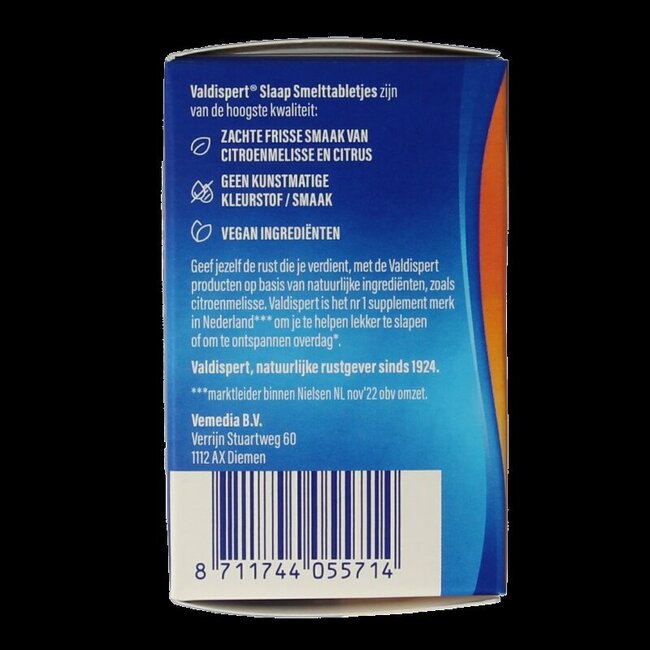 Valdispert® Slaap Smelttabletjes zijn
van de hoogste kwaliteit:
ZACHTE FRISSE SMAAK VAN
CITROENMELISSE EN CITRUS
GEEN KUNSTMATIGE
KLEURSTOF / SMAAK
VEGAN INGREDIËNTEN
Geef jezelf de rust die je verdient, met de Valdispert
producten op basis van natuurlijke ingrediënten, zoals
citroenmelisse. Valdispert is het nr 1 supplement merk
in Nederland*** om je te helpen lekker te slapen
of om te ontspannen overdag*.
Valdispert, natuurlijke rustgever sinds 1924.
***marktleider binnen Nielsen NL nov'22 obv omzet.
Vemedia B.V.
Verrijn Stuartweg 60
1112 AX Diemen
8 711744 055714